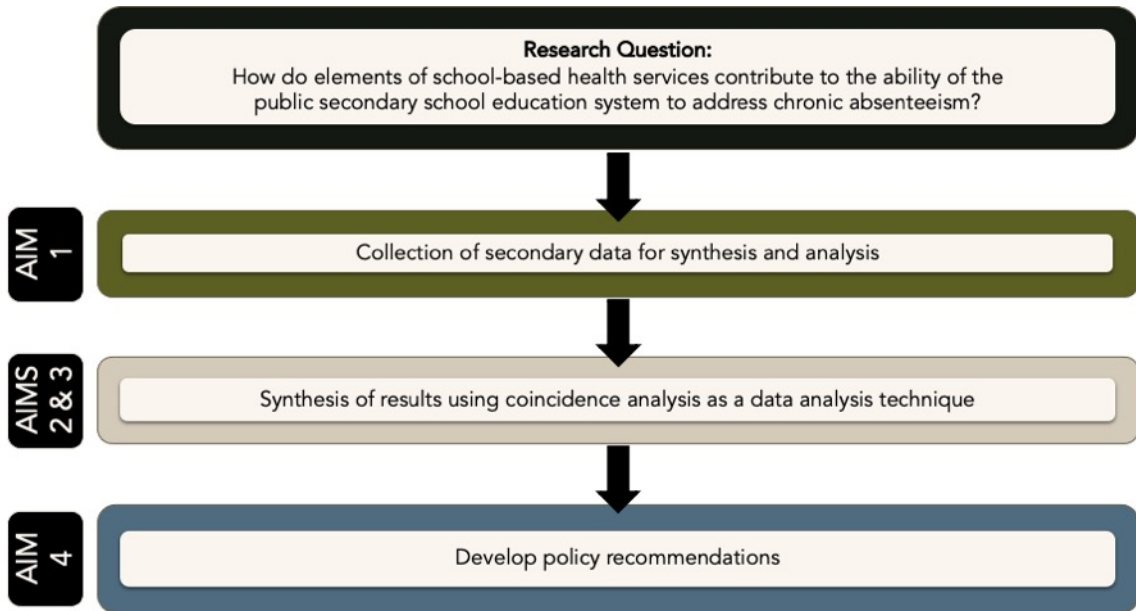 Research Question:
How do elements of school-based health services contribute to the ability of the
public secondary school education system to address chronic absenteeism?
AIM
1
Collection of secondary data for synthesis and analysis
AIMS
2 & 3
Synthesis of results using coincidence analysis as a data analysis technique
AIM
4
Develop policy recommendations